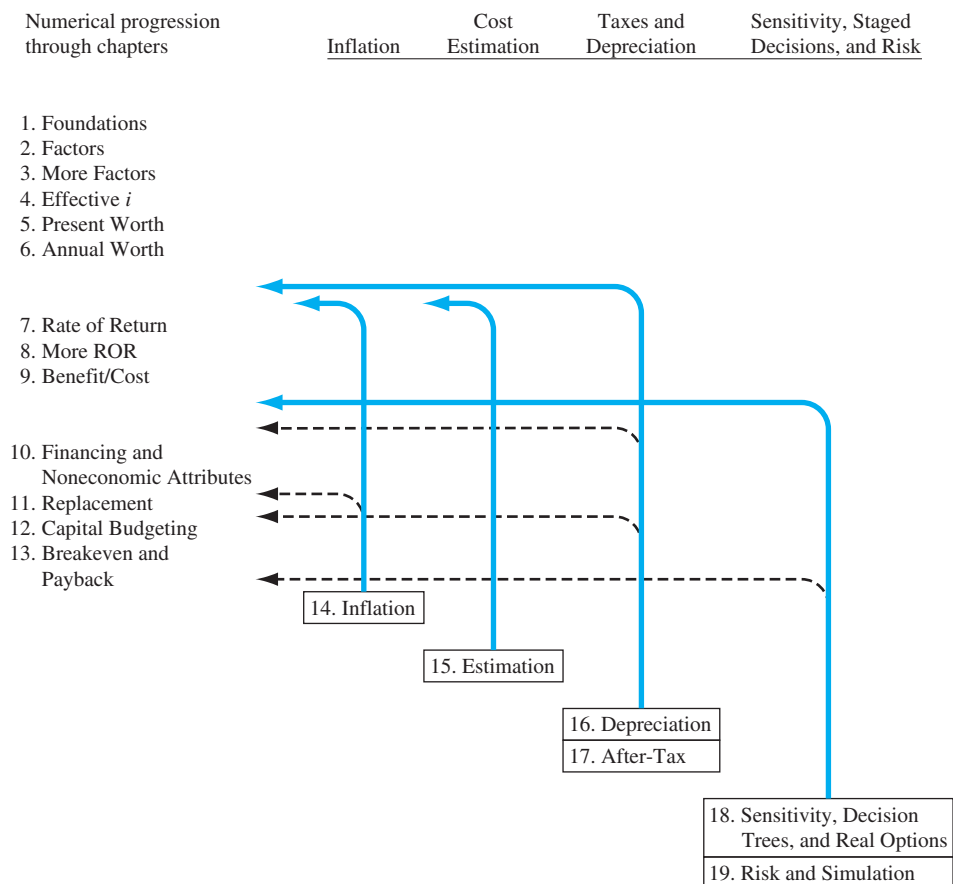 Numerical progression
through chapters
Inflation
Cost
Estimation
Taxes and
Depreciation
Sensitivity, Staged
Decisions, and Risk
1. Foundations
2. Factors
3. More Factors
4. Effective i
5. Present Worth
6. Annual Worth
7. Rate of Return
8. More ROR
9. Benefit/Cost
10. Financing and
Noneconomic Attributes
11. Replacement
12. Capital Budgeting
13. Breakeven and
Payback
14. Inflation
15. Estimation
16. Depreciation
17. After-Tax
18. Sensitivity, Decision
Trees, and Real Options
19. Risk and Simulation